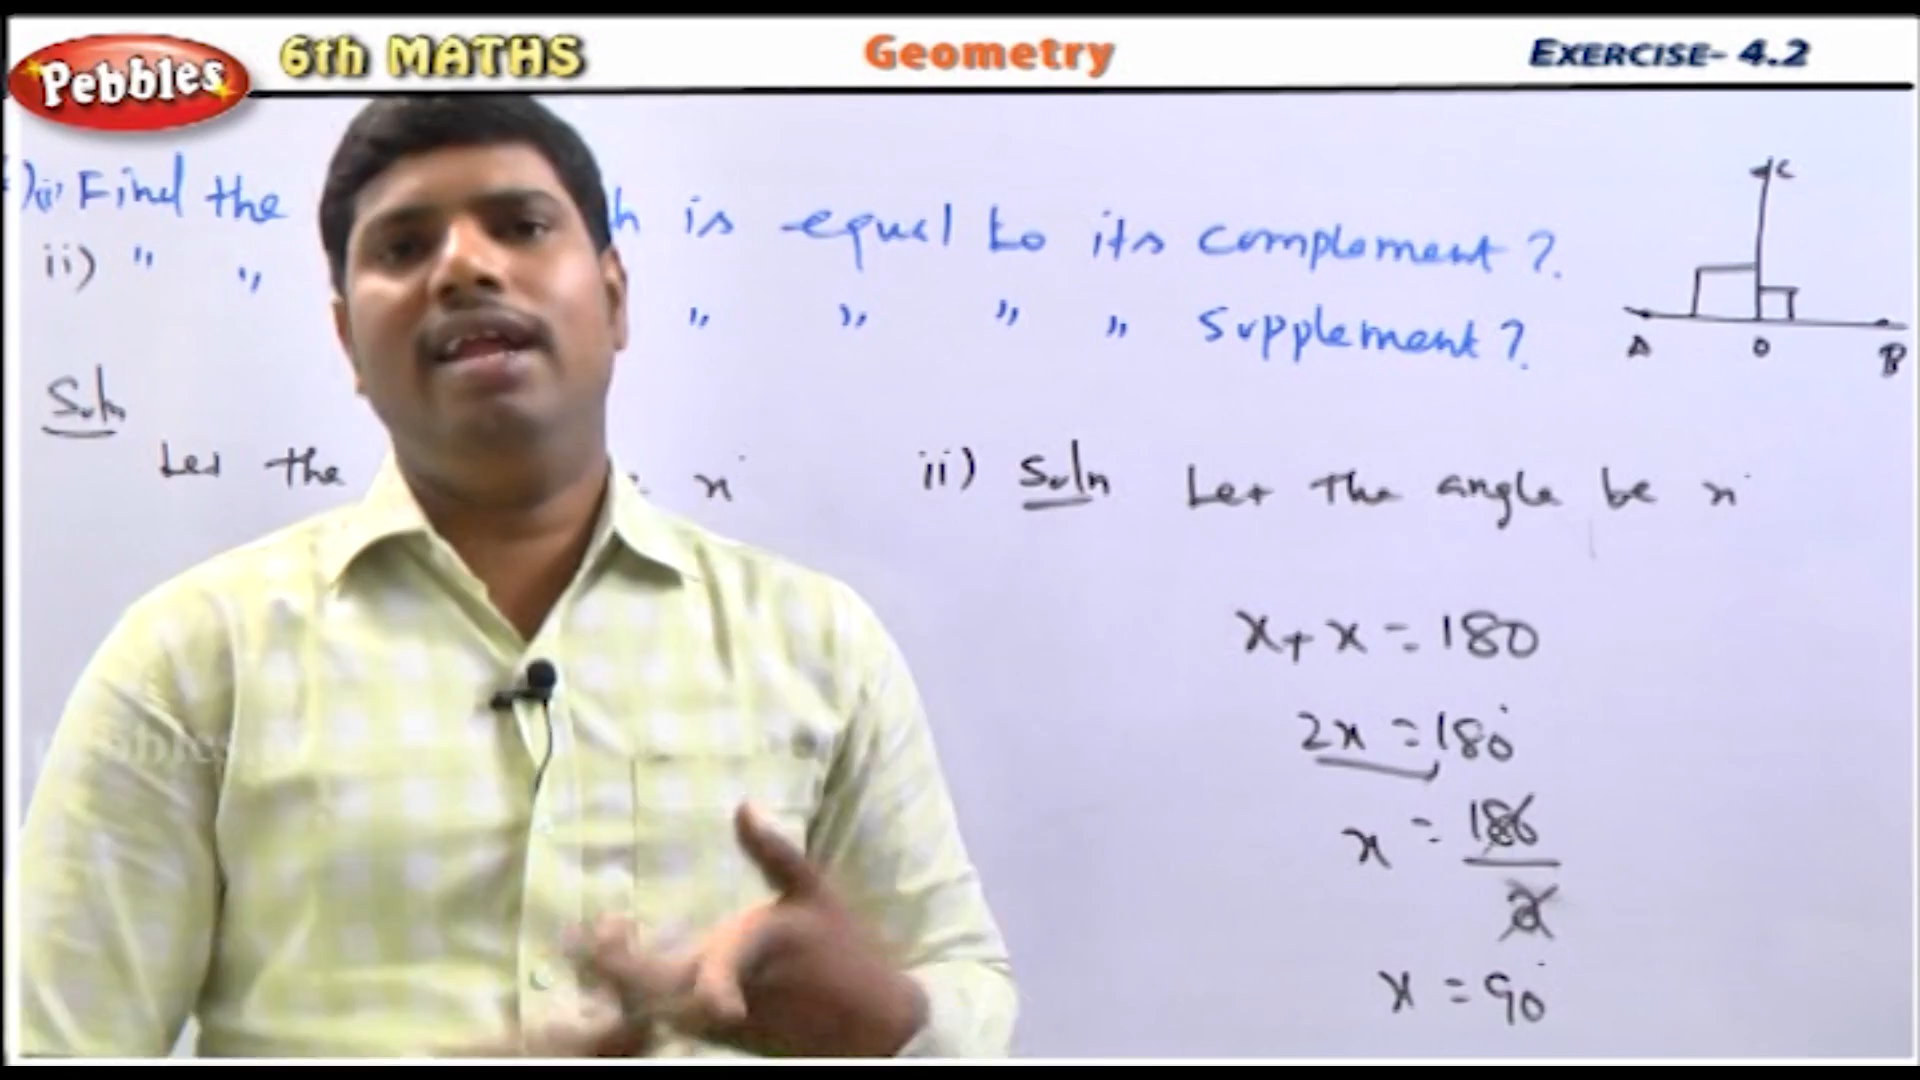 Pebbles 6th MATHS Geometry EXERCISE- 4.2
(i) Find the h is equal to its complement?
ii) " " " " " " Supplement?
C
A O B
Soln
Let the x°
ii) Soln Let the angle be x°
x + x = 180
2x = 180°
x = 180
2
x = 90°